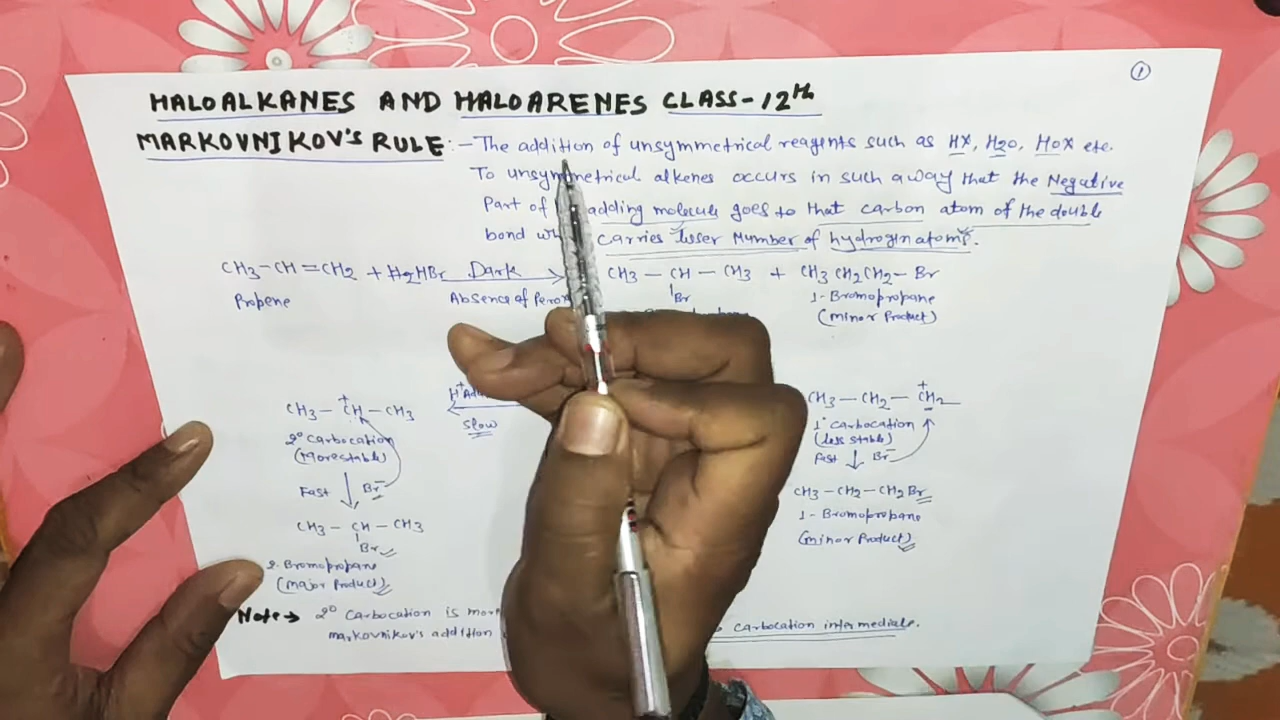 1
HALOALKANES AND HALOARENES CLASS-12th
MARKOVNIKOV'S RULE:- The addition of unsymmetrical reagents such as HX, H2O, HOX etc.
To unsymmetrical alkenes occurs in such a way that the Negative
Part of adding molecule goes to that carbon atom of the double
bond carries lesser Number of hydrogin atoms.
CH3-CH=CH2 + HBr Dark CH3-CH-CH3 + CH3CH2CH2-Br
Propene Absence of Br 1-Bromopropane
(minor Product)
CH3-CH-CH3 + H+ CH3-CH2-CH2 +
slow
2° Carbocation 1° Carbocation
(More stable) (less stable)
Fast Br- Fast Br-
CH3-CH-CH3 CH3-CH2-CH2Br
Br 1-Bromopropane
2-Bromopropane (minor Product)
(major Product)
Note→ 2° Carbocation is carbocation intermediate.
markovnikov's addition